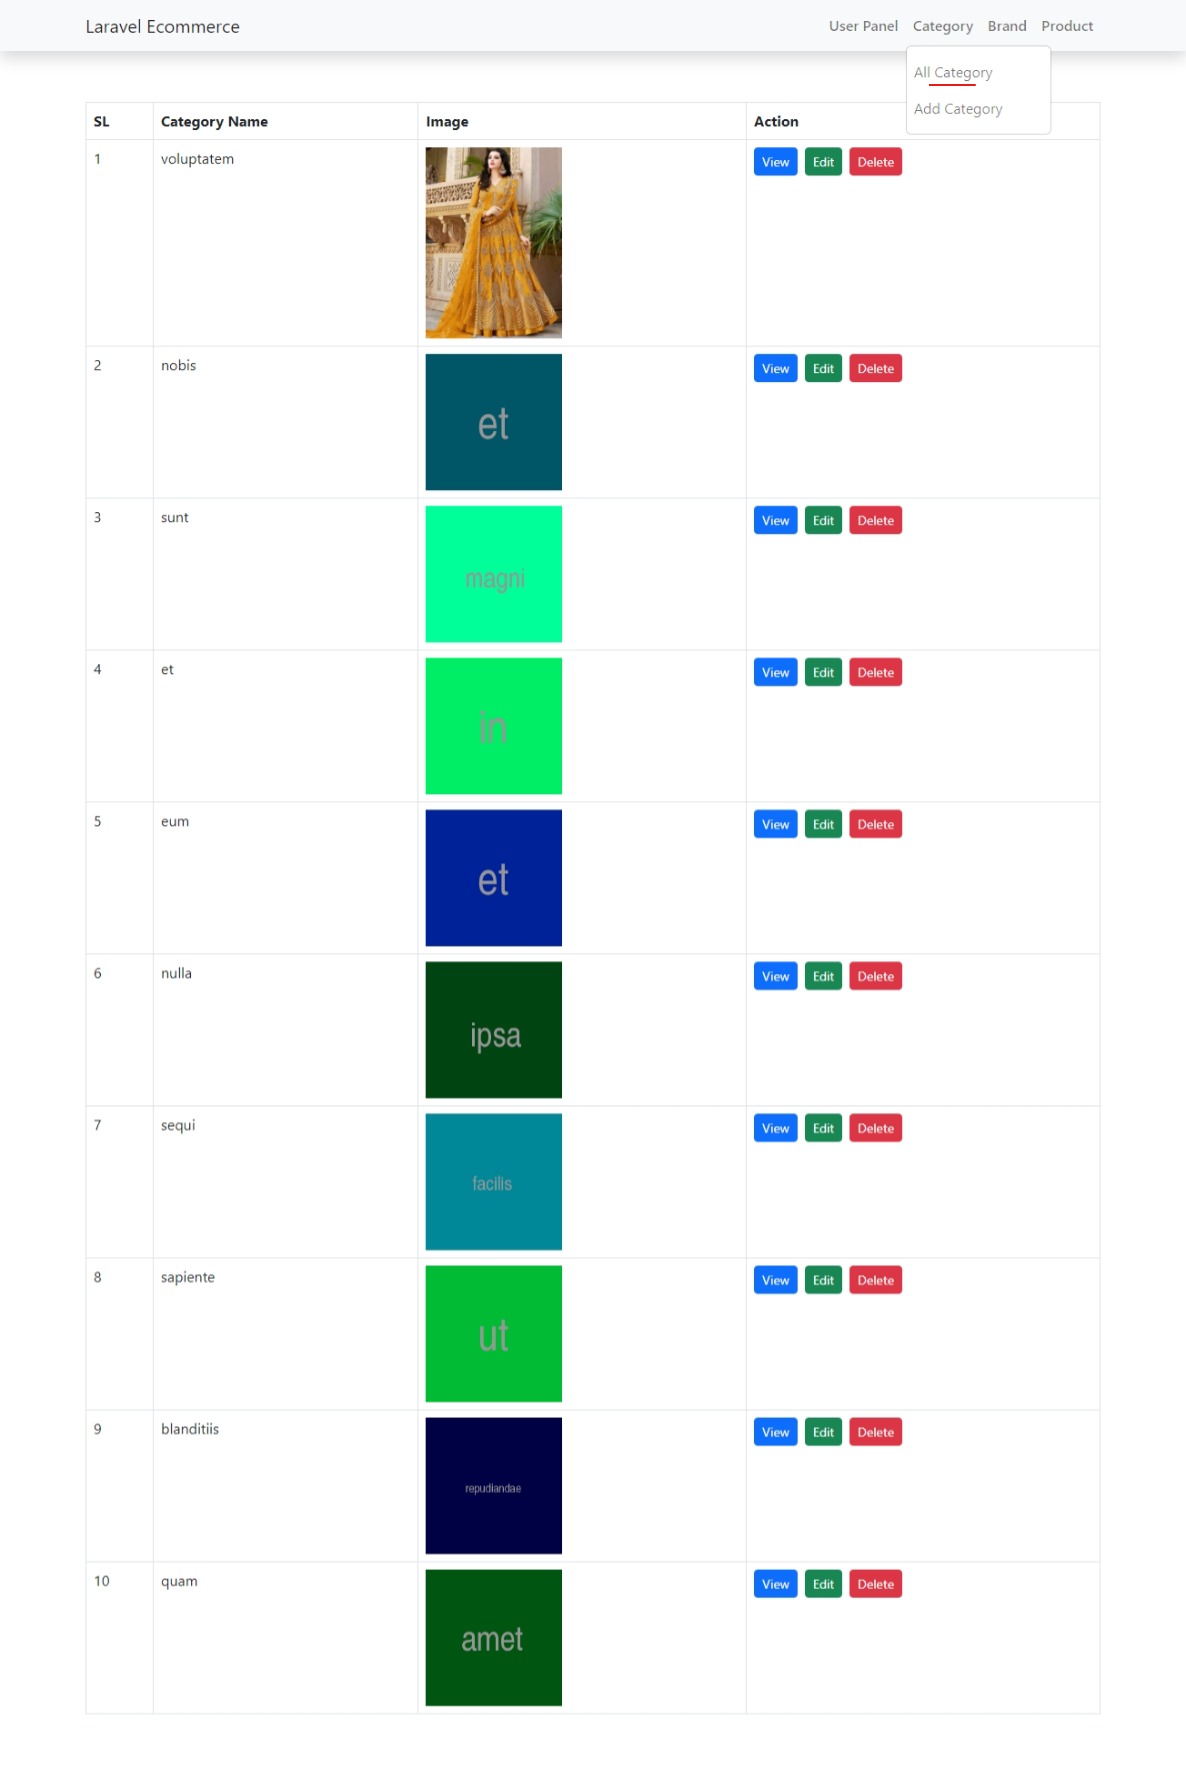 Laravel Ecommerce User Panel Category Brand Product
All Category
Add Category
SL Category Name Image Action
1 voluptatem View Edit Delete
2 nobis View Edit Delete
et
3 sunt View Edit Delete
magni
4 et View Edit Delete
in
5 eum View Edit Delete
et
6 nulla View Edit Delete
ipsa
7 sequi View Edit Delete
facilis
8 sapiente View Edit Delete
ut
9 blanditiis View Edit Delete
repudiandae
10 quam View Edit Delete
amet